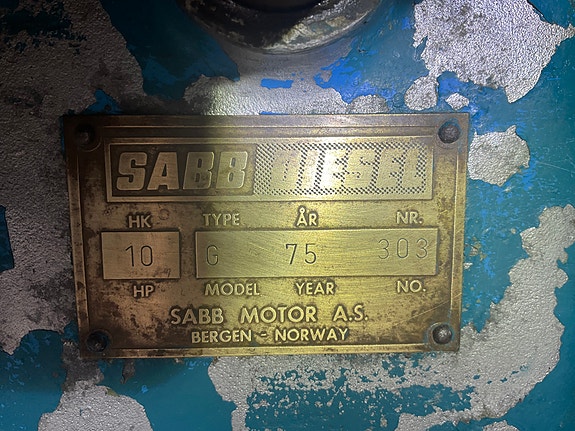 SABB DIESEL
HK TYPE ÅR NR.
10 G 75 303
HP MODEL YEAR NO.
SABB MOTOR A.S.
BERGEN - NORWAY